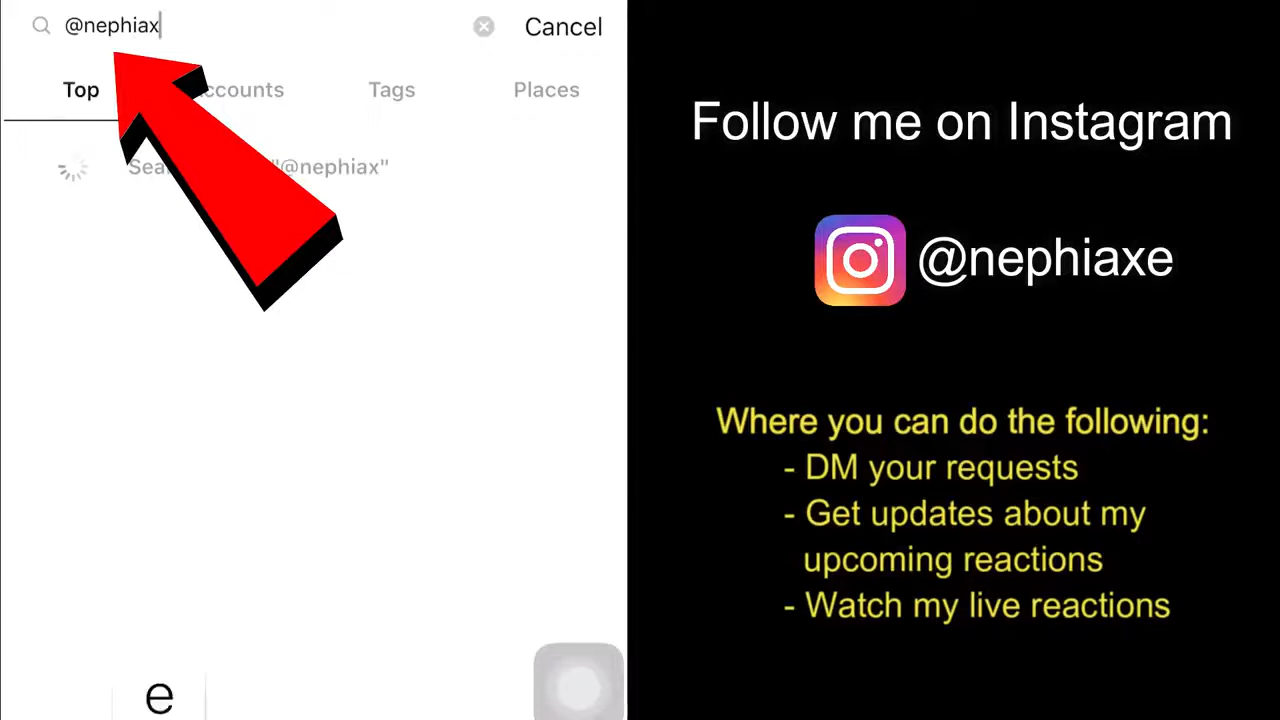 @nephiax
Cancel
Top
Tags
Places
"@nephiax"
e
Follow me on Instagram
@nephiaxe
Where you can do the following:
- DM your requests
- Get updates about my
upcoming reactions
- Watch my live reactions